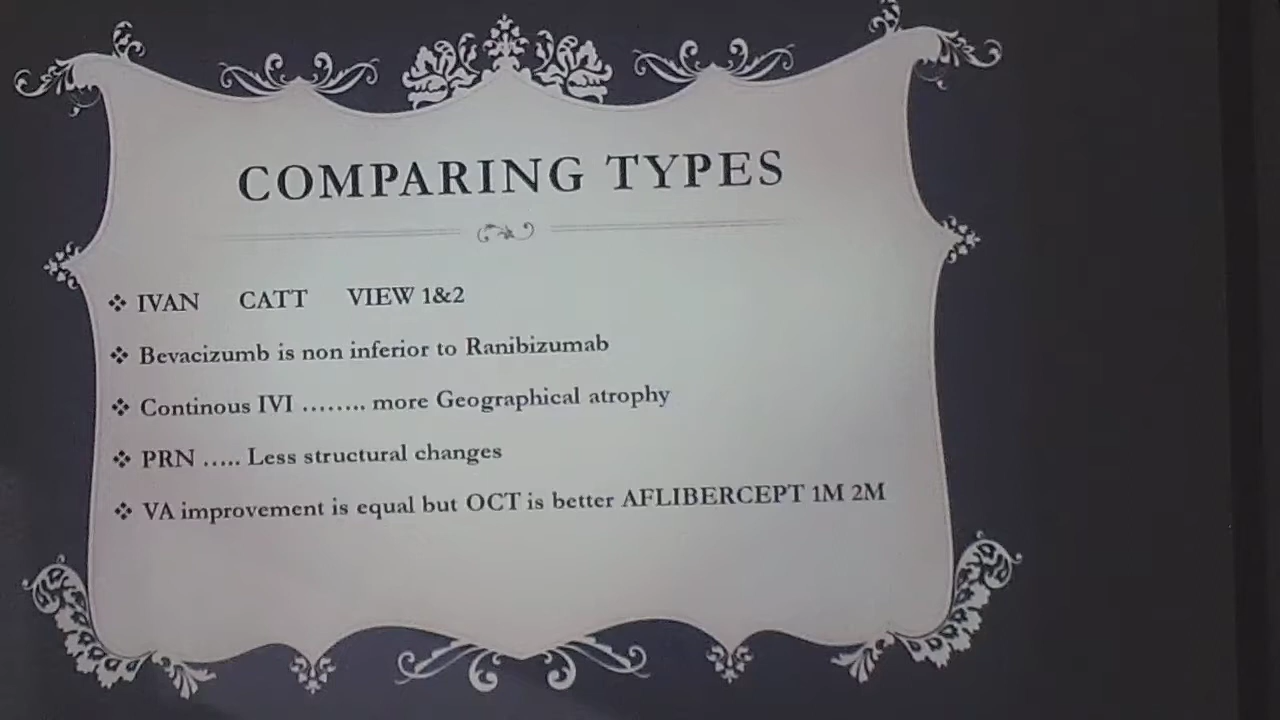 COMPARING TYPES
IVAN CATT VIEW 1&2
Bevacizumb is non inferior to Ranibizumab
Continous IVI ........ more Geographical atrophy
PRN ..... Less structural changes
VA improvement is equal but OCT is better AFLIBERCEPT 1M 2M